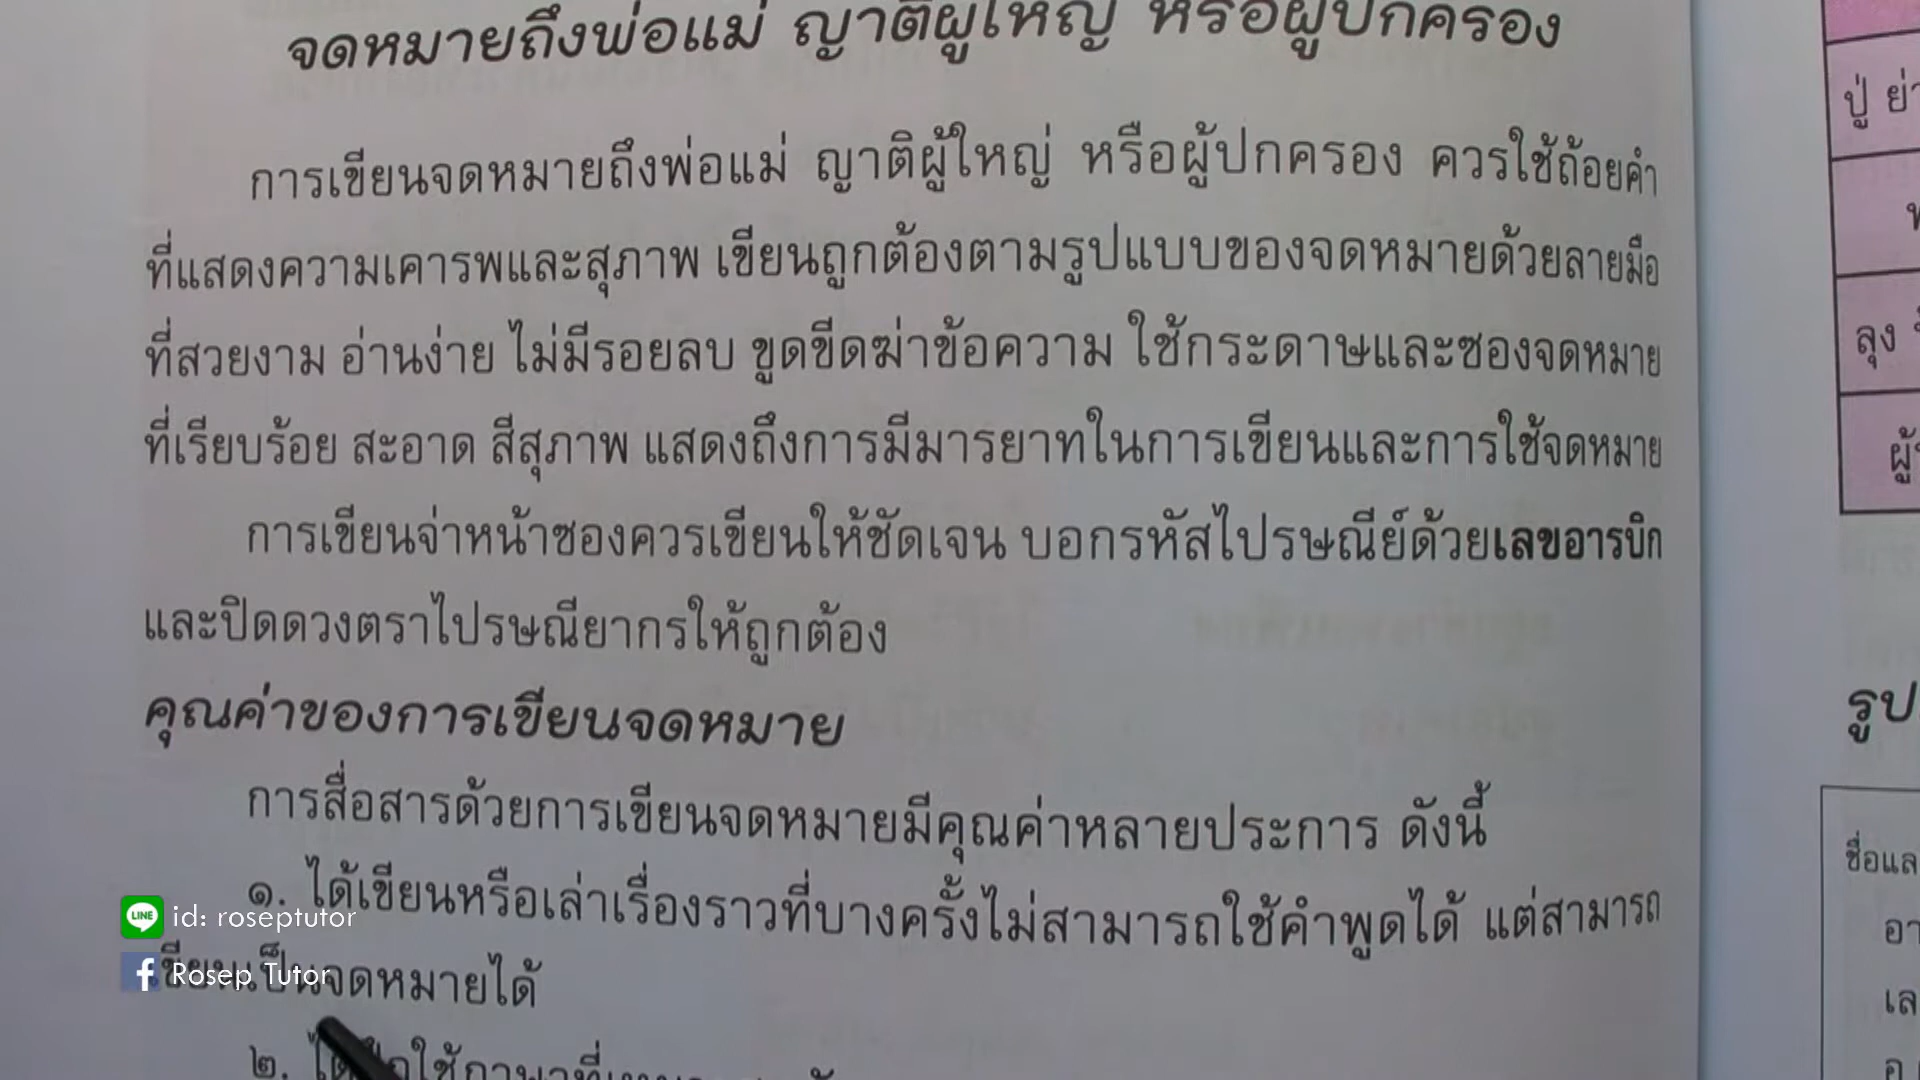 จดหมายถึงพ่อแม่ ญาติผู้ใหญ่ หรือผู้ปกครอง
การเขียนจดหมายถึงพ่อแม่ ญาติผู้ใหญ่ หรือผู้ปกครอง ควรใช้ถ้อยคำ
ที่แสดงความเคารพและสุภาพ เขียนถูกต้องตามรูปแบบของจดหมายด้วยลายมือ
ที่สวยงาม อ่านง่าย ไม่มีรอยลบ ขูดขีดฆ่าข้อความ ใช้กระดาษและซองจดหมาย
ที่เรียบร้อย สะอาด สีสุภาพ แสดงถึงการมีมารยาทในการเขียนและการใช้จดหมาย
การเขียนจ่าหน้าซองควรเขียนให้ชัดเจน บอกรหัสไปรษณีย์ด้วยเลขอารบิก
และปิดดวงตราไปรษณียากรให้ถูกต้อง
คุณค่าของการเขียนจดหมาย
การสื่อสารด้วยการเขียนจดหมายมีคุณค่าหลายประการ ดังนี้
๑. ได้เขียนหรือเล่าเรื่องราวที่บางครั้งไม่สามารถใช้คำพูดได้ แต่สามารถ
เขียนเป็นจดหมายได้
๒.
LINE id: roseptutor
f Rosep Tutor
ปู่
ลุง
รูป